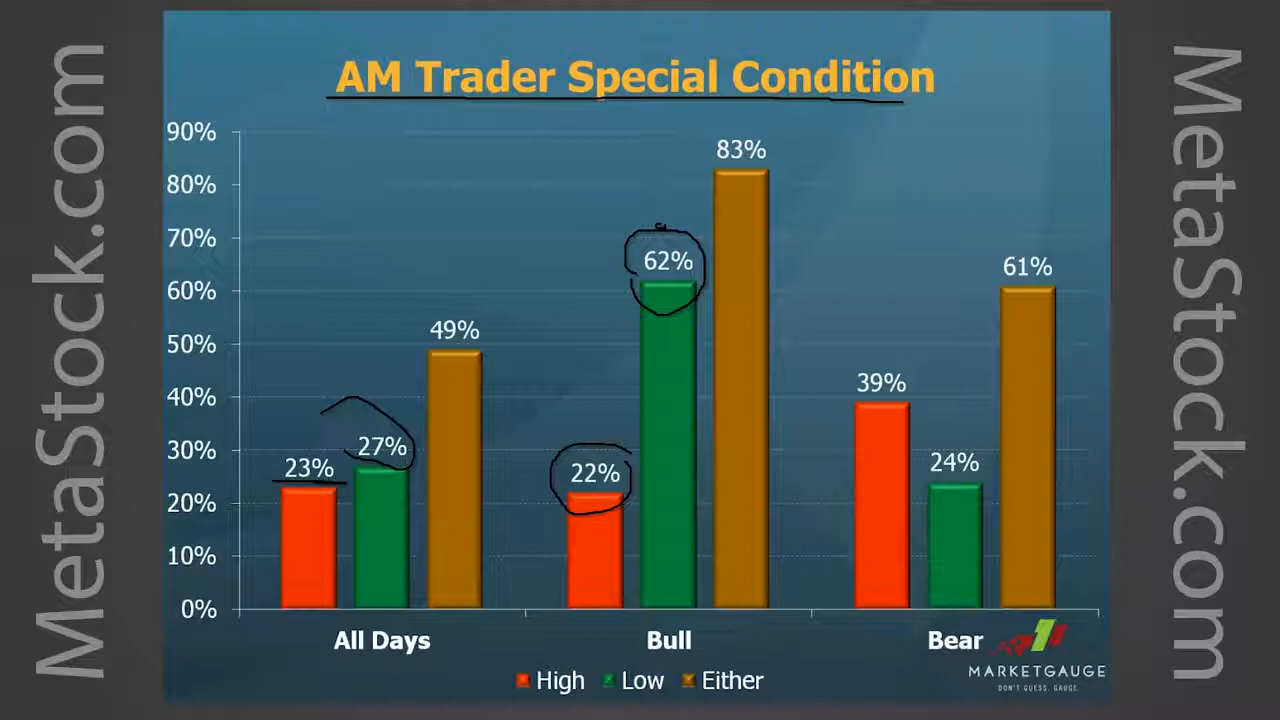 MetaStock.com
AM Trader Special Condition
90%
80%
70%
60%
50%
40%
30%
20%
10%
0%
23%
27%
49%
22%
62%
83%
39%
24%
61%
All Days
Bull
Bear
High
Low
Either
MARKETGAUGE
DON'T GUESS. GAUGE.
MetaStock.com